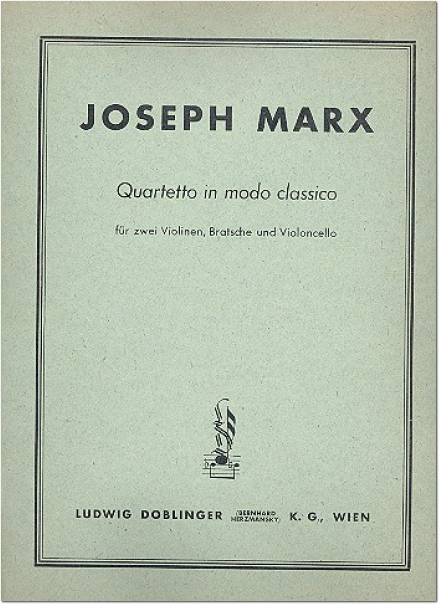 JOSEPH MARX
Quartetto in modo classico
für zwei Violinen, Bratsche und Violoncello
LUDWIG DOBLINGER (BERNHARD HERZMANSKY) K. G., WIEN